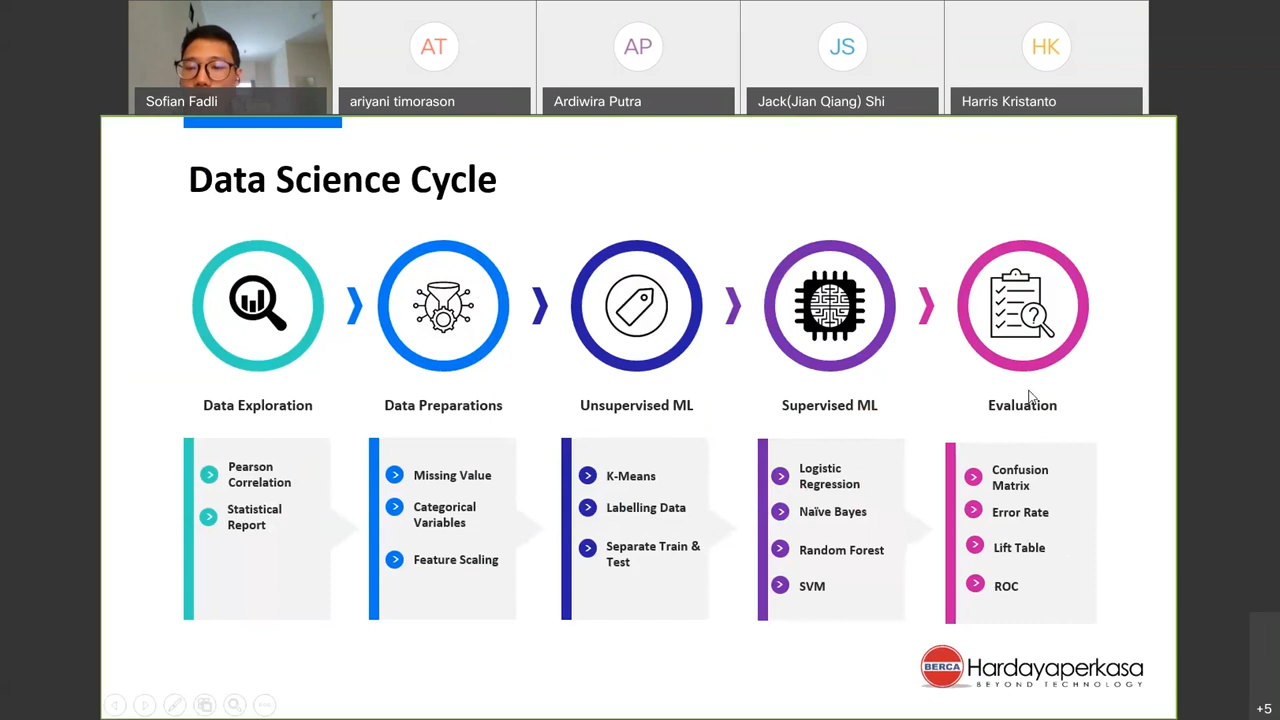 AT
AP
JS
HK
Sofian Fadli
ariyani timorason
Ardiwira Putra
Jack(Jian Qiang) Shi
Harris Kristanto
Data Science Cycle
Data Exploration
Data Preparations
Unsupervised ML
Supervised ML
Evaluation
Pearson
Correlation
Statistical
Report
Missing Value
Categorical
Variables
Feature Scaling
K-Means
Labelling Data
Separate Train &
Test
Logistic
Regression
Naïve Bayes
Random Forest
SVM
Confusion
Matrix
Error Rate
Lift Table
ROC
BERCA
Hardayaperkasa
BEYOND TECHNOLOGY
+5